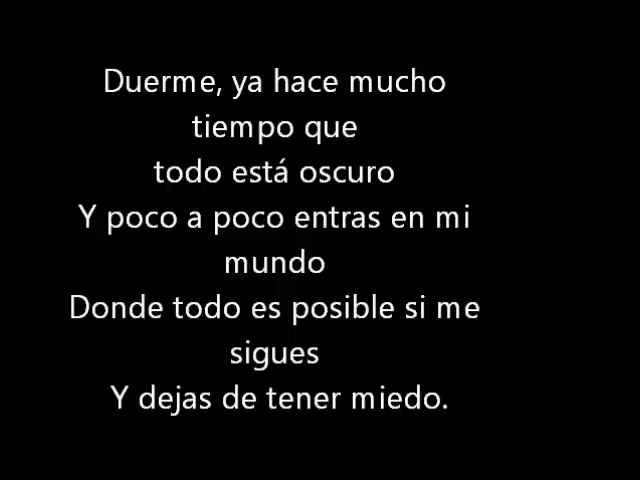 Duerme, ya hace mucho
tiempo que
todo está oscuro
Y poco a poco entras en mi
mundo
Donde todo es posible si me
sigues
Y dejas de tener miedo.